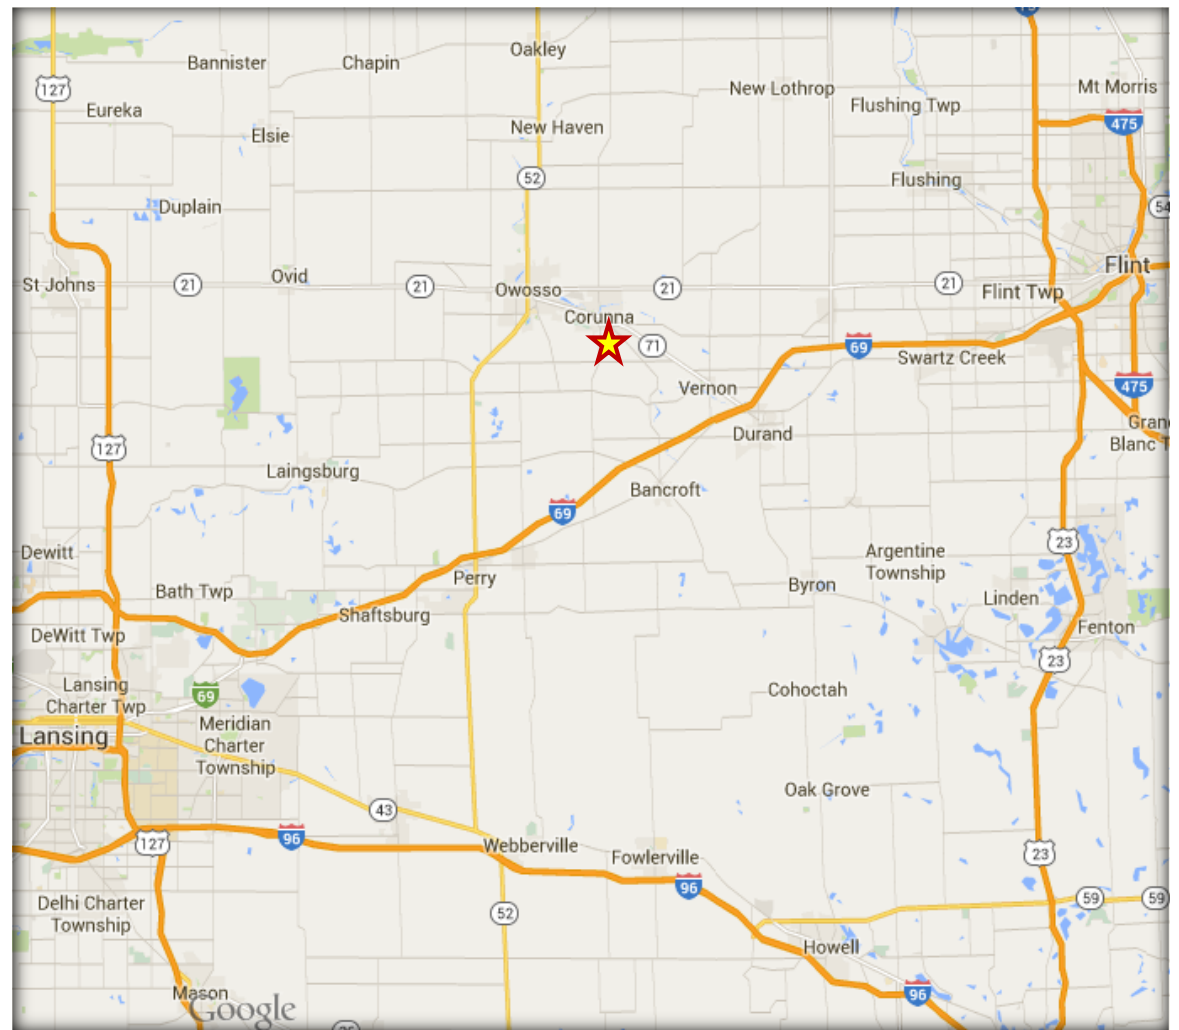 75
Oakley
Bannister
Chapin
127
New Lothrop
Mt Morris
Flushing Twp
Eureka
475
Elsie
New Haven
52
Flushing
Duplain
54
Flint
Ovid
St Johns
21
21
Owosso
21
21
Flint Twp
Corunna
71
69
Swartz Creek
Vernon
475
Gran
Blanc T
Durand
127
Laingsburg
Bancroft
69
23
Dewitt
Argentine
Township
Perry
Byron
Bath Twp
Linden
Shaftsburg
Fenton
DeWitt Twp
23
Lansing
Charter Twp
69
Cohoctah
Meridian
Charter
Township
Lansing
Oak Grove
43
96
127
Webberville
Fowlerville
23
96
59
59
Delhi Charter
Township
52
Howell
Mason
96
Google